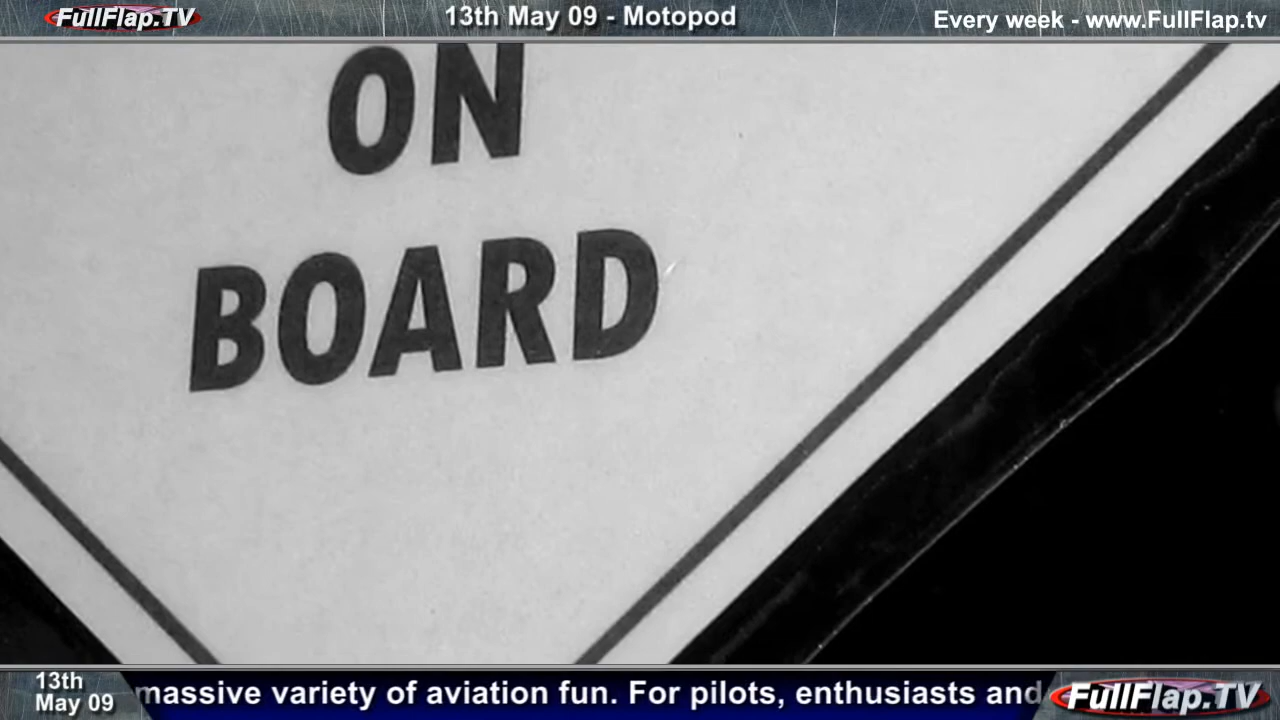 FullFlap.TV
13th May 09 - Motopod
Every week - www.FullFlap.tv
ON
BOARD
13th
May 09
massive variety of aviation fun. For pilots, enthusiasts and
FullFlap.TV